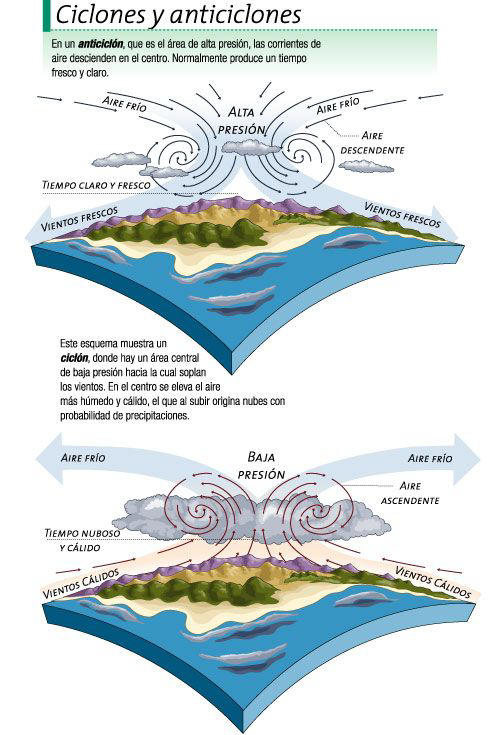 Ciclones y anticiclones
En un anticiclón, que es el área de alta presión, las corrientes de
aire descienden en el centro. Normalmente produce un tiempo
fresco y claro.
AIRE FRÍO
ALTA
PRESIÓN
AIRE FRÍO
AIRE
DESCENDENTE
TIEMPO CLARO Y FRESCO
VIENTOS FRESCOS
VIENTOS FRESCOS
Este esquema muestra un
ciclón, donde hay un área central
de baja presión hacia la cual soplan
los vientos. En el centro se eleva el aire
más húmedo y cálido, el que al subir origina nubes con
probabilidad de precipitaciones.
AIRE FRÍO
BAJA
PRESIÓN
AIRE FRÍO
AIRE
ASCENDENTE
TIEMPO NUBOSO
Y CÁLIDO
VIENTOS CÁLIDOS
VIENTOS CÁLIDOS